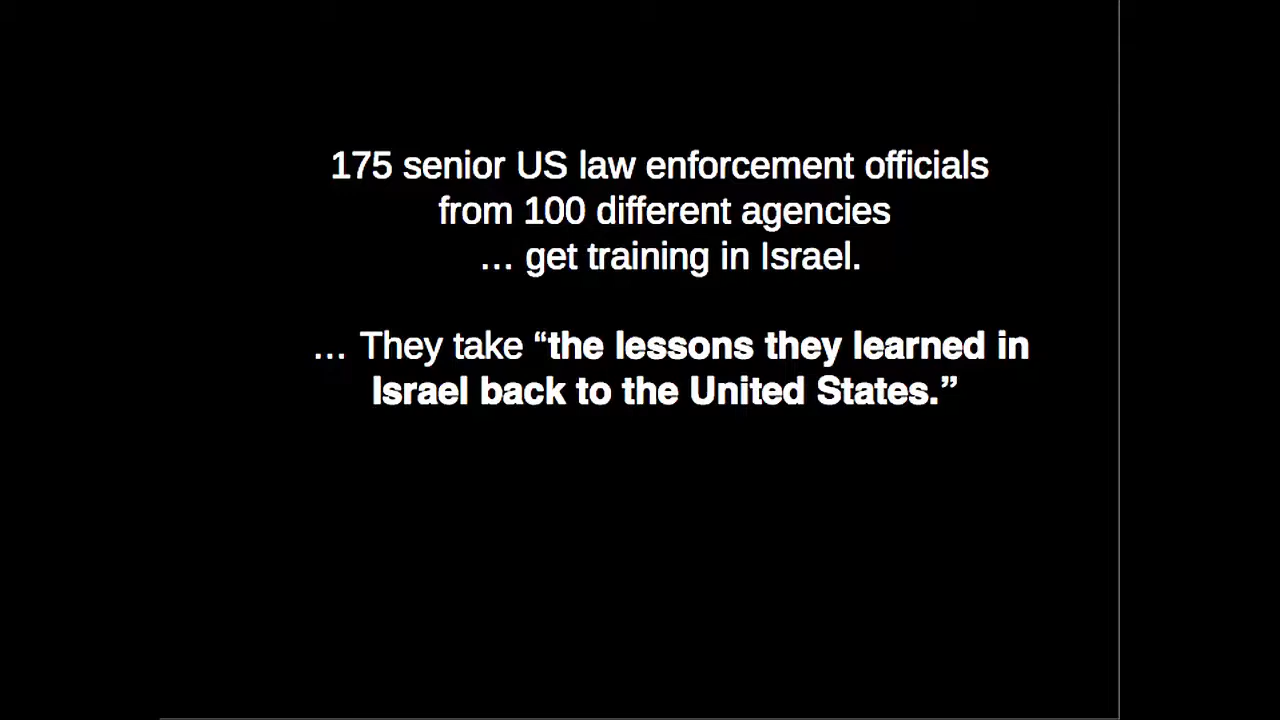 175 senior US law enforcement officials
from 100 different agencies
… get training in Israel.
… They take “the lessons they learned in
Israel back to the United States.”